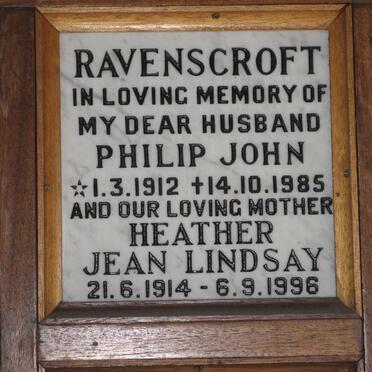 RAVENSCROFT
IN LOVING MEMORY OF
MY DEAR HUSBAND
PHILIP JOHN
☆1.3.1912 ✝14.10.1985
AND OUR LOVING MOTHER
HEATHER
JEAN LINDSAY
21.6.1914 - 6.9.1996